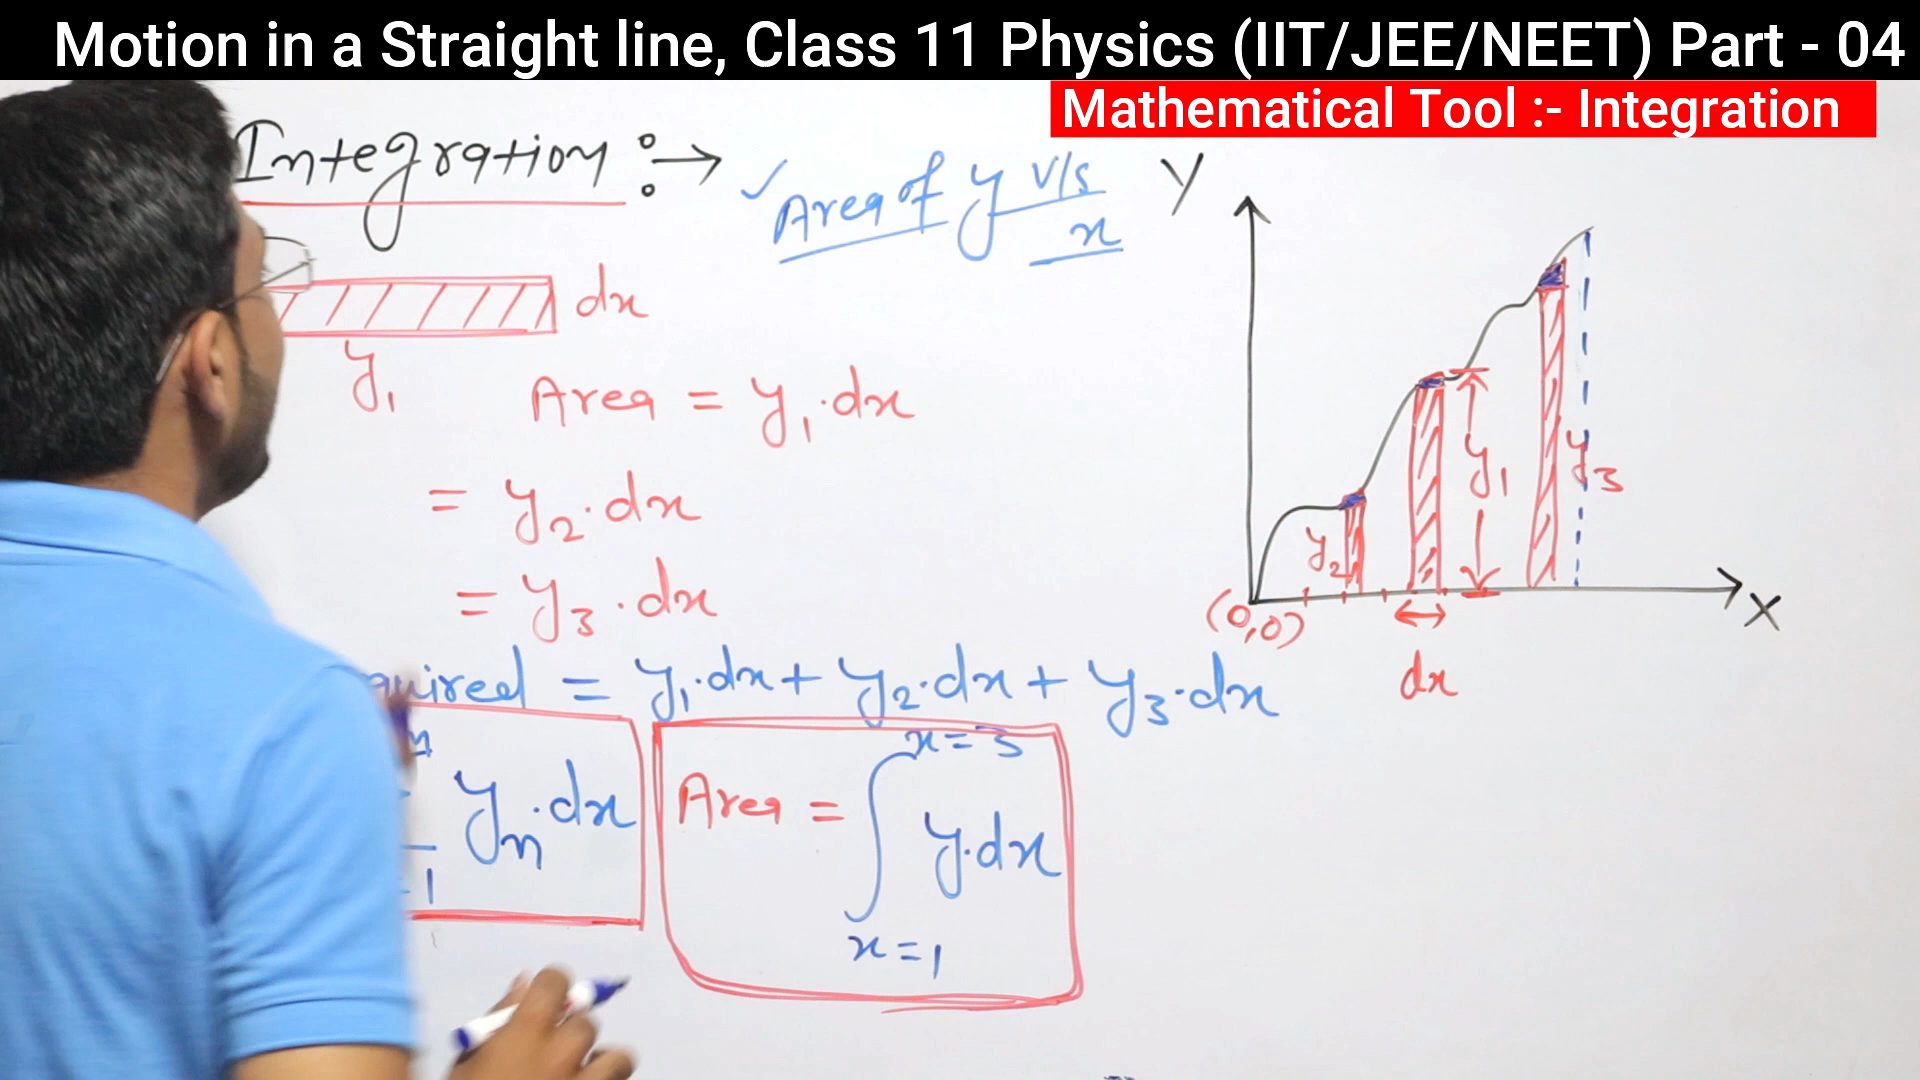 Motion in a Straight line, Class 11 Physics (IIT/JEE/NEET) Part - 04
Mathematical Tool :- Integration
Integration :→
✓ Area of y v/s x
Y
dx
y₁
Area = y₁.dx
= y₂.dx
= y₃.dx
quired = y₁.dx + y₂.dx + y₃.dx
n
yₙ.dx
=1
Area = ∫ y.dx
x=3
x=1
y₂
y₁
y₃
(0,0)
X
dx